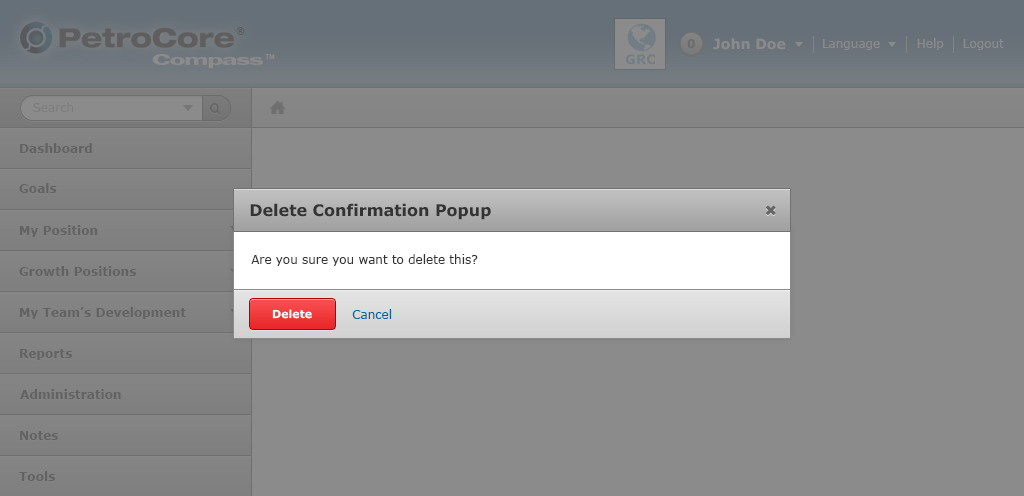 PetroCore®
Compass™
GRC
0 John Doe Language Help Logout
Search
Dashboard
Goals
My Position
Growth Positions
My Team's Development
Reports
Administration
Notes
Tools
Delete Confirmation Popup
Are you sure you want to delete this?
Delete Cancel